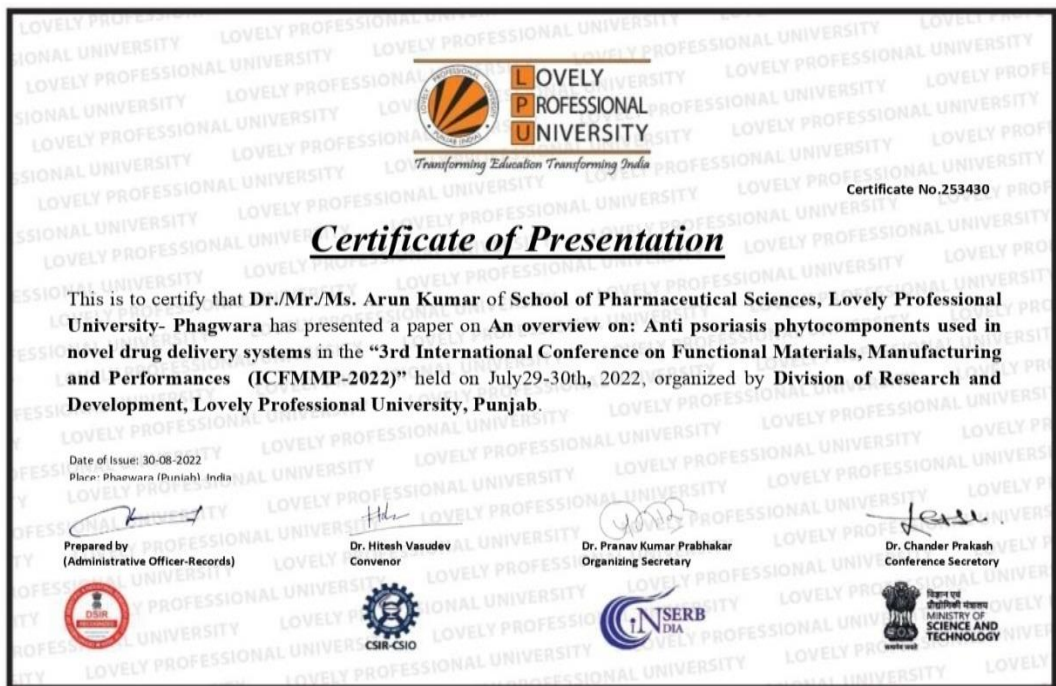 LOVELY
PROFESSIONAL
UNIVERSITY
Transforming Education Transforming India
Certificate No.253430
Certificate of Presentation
This is to certify that Dr./Mr./Ms. Arun Kumar of School of Pharmaceutical Sciences, Lovely Professional
University- Phagwara has presented a paper on An overview on: Anti psoriasis phytocomponents used in
novel drug delivery systems in the “3rd International Conference on Functional Materials, Manufacturing
and Performances (ICFMMP-2022)” held on July29-30th, 2022, organized by Division of Research and
Development, Lovely Professional University, Punjab.
Date of Issue: 30-08-2022
Place: Phagwara (Punjab), India
Prepared by
(Administrative Officer-Records)
Dr. Hitesh Vasudev
Convenor
Dr. Pranav Kumar Prabhakar
Organizing Secretary
Dr. Chander Prakash
Conference Secretary
DSIR
CSIR-CSIO
SERB
INDIA
विज्ञान एवं
प्रौद्योगिकी मंत्रालय
MINISTRY OF
SCIENCE AND
TECHNOLOGY
सत्यमेव जयते